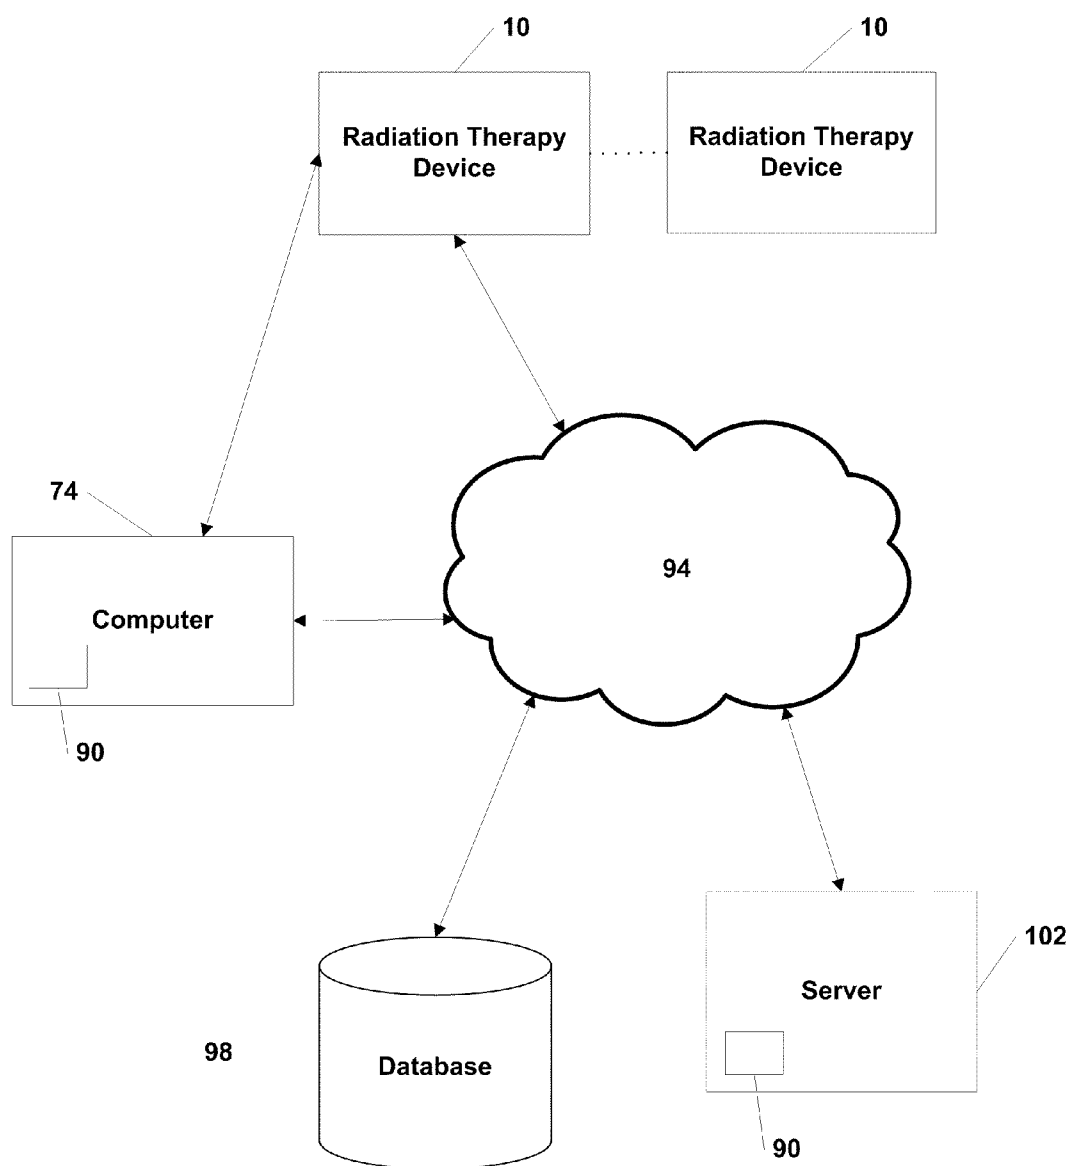 10
10
Radiation Therapy
Device
Radiation Therapy
Device
74
94
Computer
90
102
Server
98
Database
90